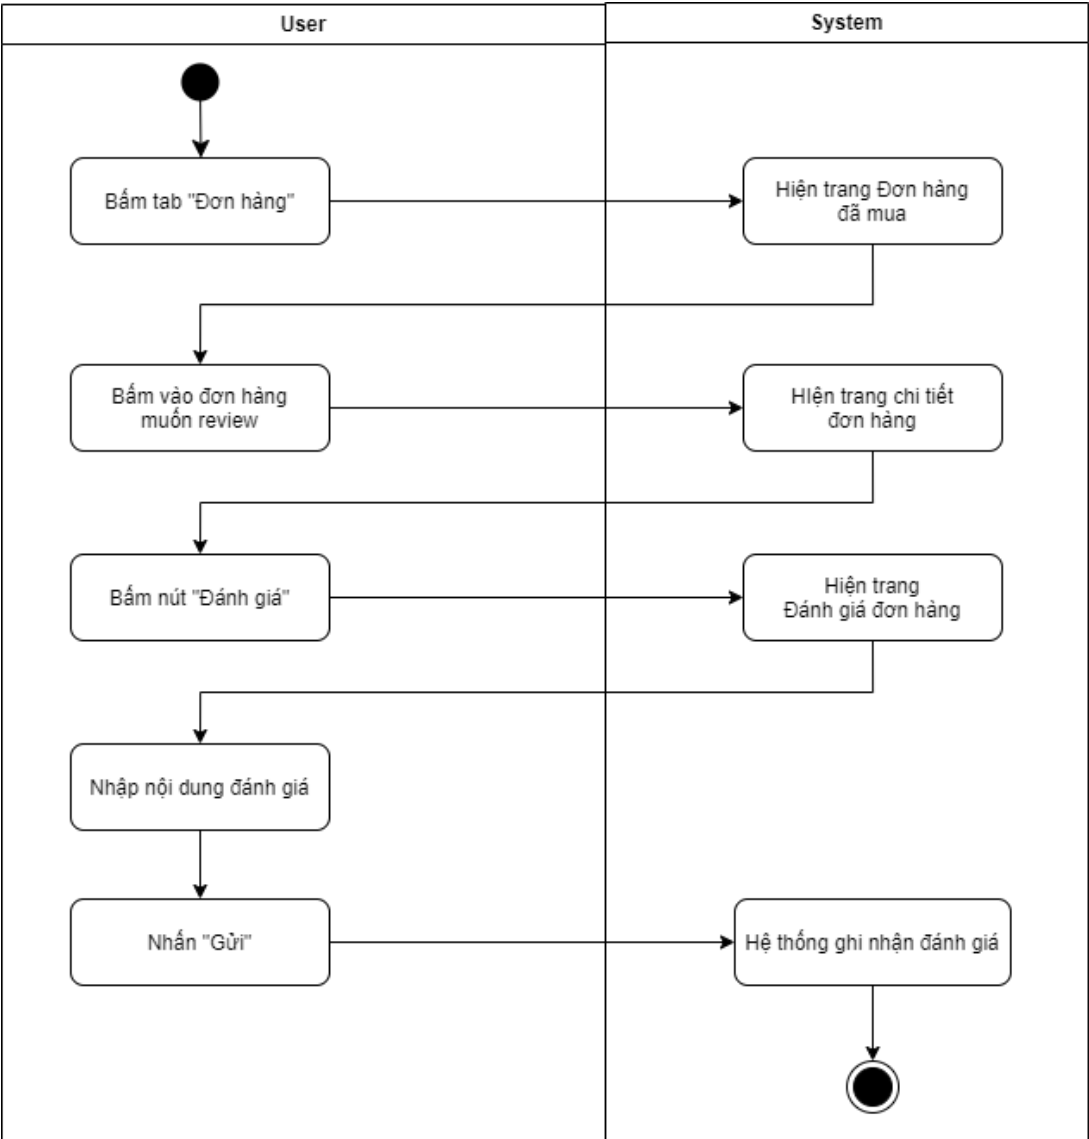 User
System
Bấm tab "Đơn hàng"
Hiện trang Đơn hàng
đã mua
Bấm vào đơn hàng
muốn review
HIện trang chi tiết
đơn hàng
Bấm nút "Đánh giá"
Hiện trang
Đánh giá đơn hàng
Nhập nội dung đánh giá
Nhấn "Gửi"
Hệ thống ghi nhận đánh giá